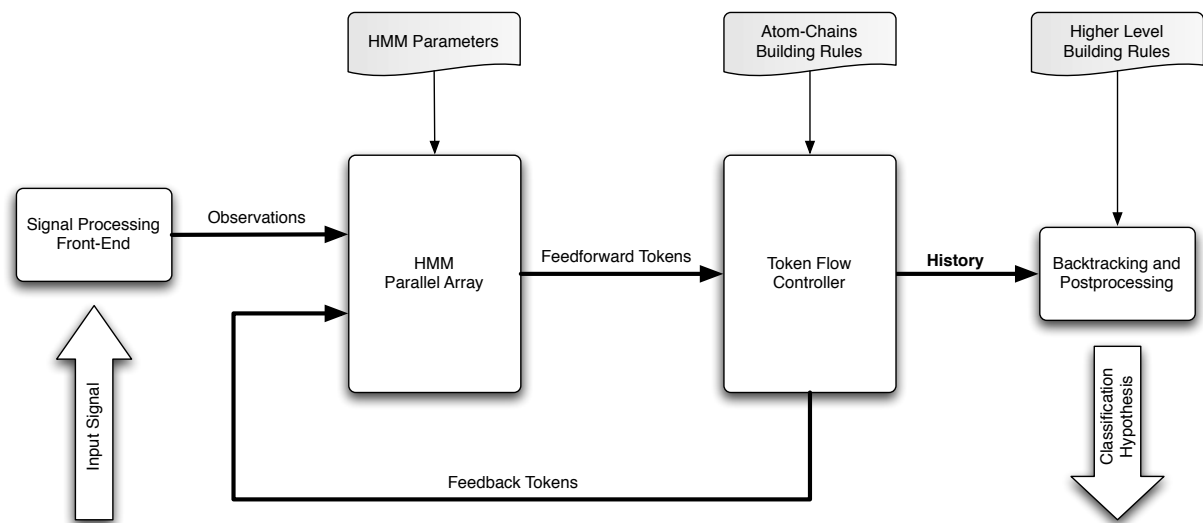 HMM Parameters
Atom-Chains
Building Rules
Higher Level
Building Rules
Signal Processing
Front-End
Observations
HMM
Parallel Array
Feedforward Tokens
Token Flow
Controller
History
Backtracking and
Postprocessing
Input Signal
Feedback Tokens
Classification
Hypothesis